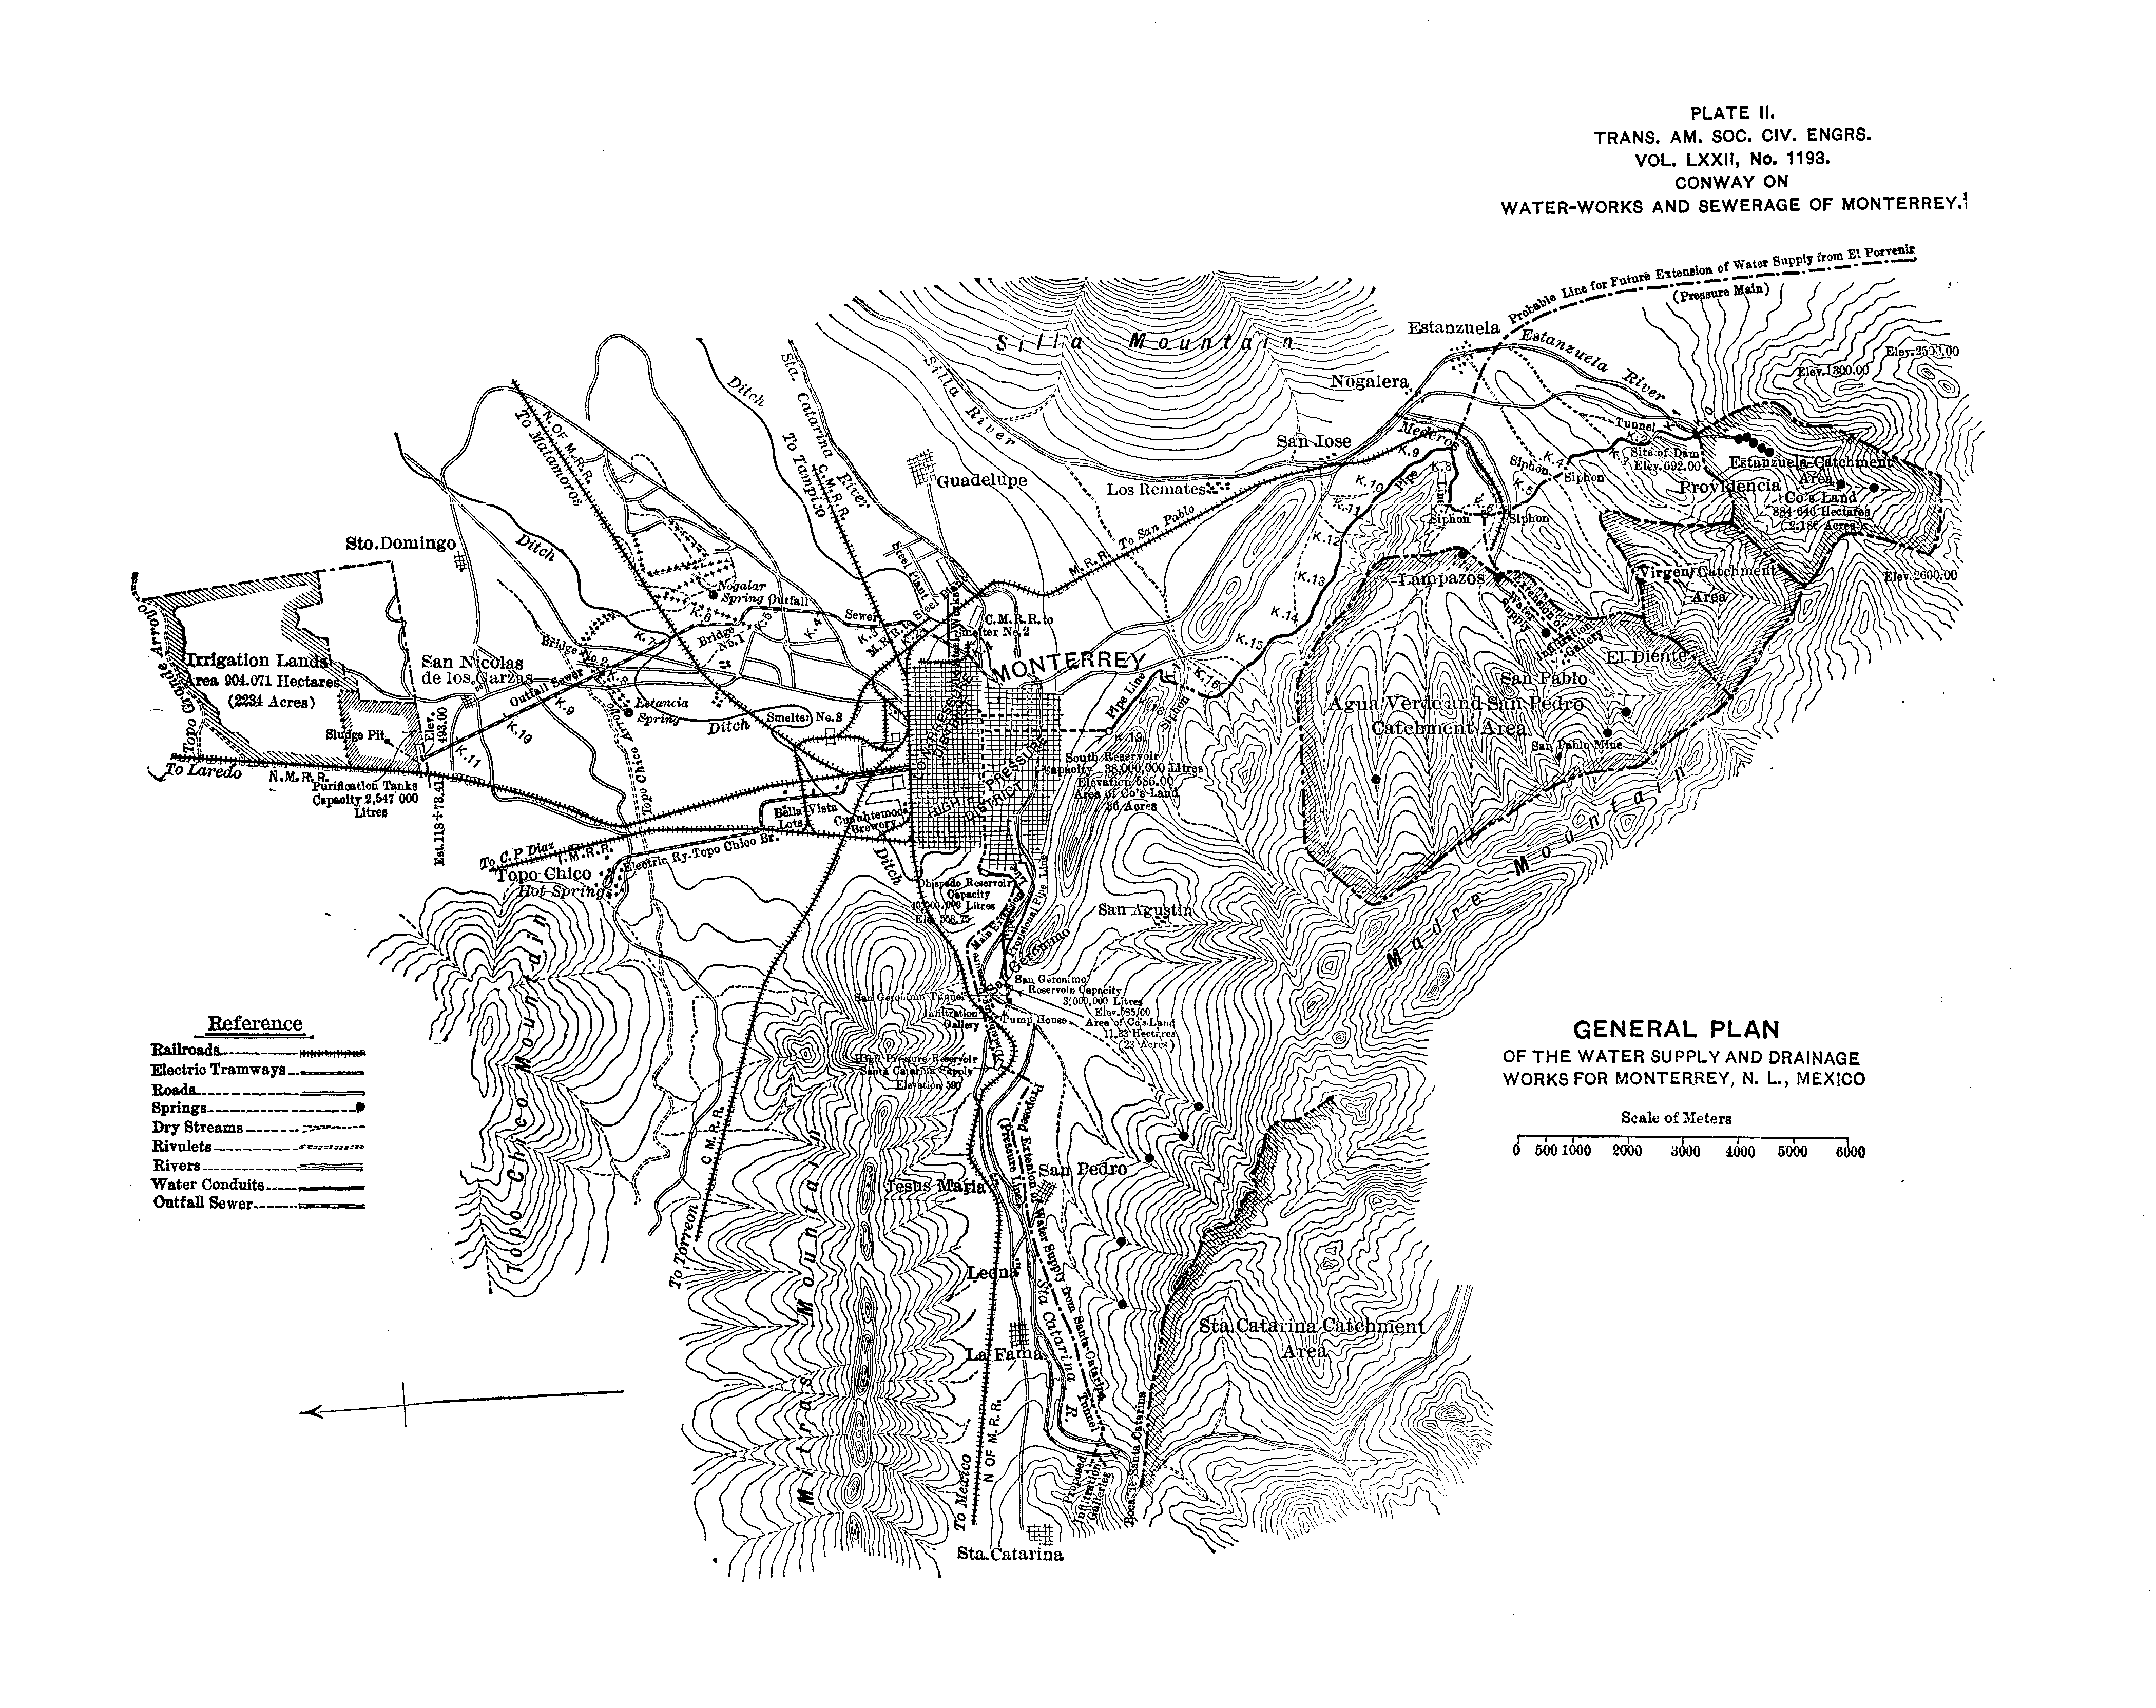 PLATE II.
TRANS. AM. SOC. CIV. ENGRS.
VOL. LXXII, No. 1193.
CONWAY ON
WATER-WORKS AND SEWERAGE OF MONTERREY.
Probable Line for Future Extension of Water Supply from El Porvenir
(Pressure Main)
Silla Mountain
Estanzuela
Estanzuela River
Nogalera
Elev. 2500.00
Elev. 1800.00
Silla River
Ditch
Sta. Catarina River
To Tampico
C.M.R.R.
N. OF M.R.R.
To Matamoros
San Jose
Mederos
K.9
K.8
K.10
Pipe
Line
K.11
K.12
K.13
K.14
K.15
K.16
Tunnel
K.1
K.0
K.2
K.3
K.4
K.5
K.6
Siphon
Siphon
Siphon
Siphon
Site of Dam
Elev. 692.00
Estanzuela Catchment
Area
Providencia
Co's Land
884.646 Hectares
(2,186 Acres)
Guadelupe
Los Remates
M.R.R. To San Pablo
Sto. Domingo
Ditch
Steel Plant
Nogalar
Spring
Outfall
Sewer
K.3
K.4
K.5
K.6
K.7
K.8
K.9
K.10
K.11
Bridge
No. 1
Bridge No. 2
M.R.R. to Steel
C.M.R.R. to
Smelter No. 2
MONTERREY
Lampazos
Extension of
Water
Supply
Infiltration
Gallery
Virgen Catchment
Area
Elev. 2600.00
El Diente
San Pablo
Agua Verde and San Pedro
Catchment Area
San Pablo Mine
Irrigation Lands
Area 904.071 Hectares
(2234 Acres)
Topo Grande Arroyo
San Nicolas
de los Garzas
Outfall Sewer
Estancia
Spring
Ditch
Smelter No. 3
Topo Chico Arroyo
Sludge Pit
Elev.
493.00
To Laredo
N.M.R.R.
Purification Tanks
Capacity 2,547 000
Litres
Est. 118+73.41
Pipe Line
Siphon
K.19
South Reservoir
Capacity 38,000,000 Litres
Elevation 585.00
Area of Co's Land
36 Acres
LOW PRESSURE
DISTRICT
HIGH PRESSURE
DISTRICT
Bella Vista
Lots
Cuauhtemoc
Brewery
Ditch
To C.P. Diaz
I.M.R.R.
Electric Ry. Topo Chico Br.
Topo Chico
Hot Springs
Obispado Reservoir
Capacity
40,000,000 Litres
Elev. 558.75
Provisional Pipe Line
San Geronimo
San Agustin
Madre Mountain
San Geronimo
Reservoir Capacity
3,000,000 Litres
Elev. 585.00
Area of Co's Land
11.33 Hectares
(23 Acres)
San Geronimo Tunnel
Infiltration
Gallery
Pump House
High Pressure Reservoir
Santa Catarina Supply
Elevation 590
Topo Chico Mountain
Mitras Mountain
C.M.R.R.
To Torreon
Proposed Extension of Water Supply from Santa Catarina
(Pressure Line)
Tunnel
San Pedro
Jesus Maria
Leona
Sta Catarina R.
La Fama
Sta. Catarina Catchment
Area
N OF M.R.R.
To Mexico
Proposed
Infiltration
Galleries
Boca de Santa Catarina
Sta. Catarina
Reference
Railroads
Electric Tramways
Roads
Springs
Dry Streams
Rivulets
Rivers
Water Conduits
Outfall Sewer
GENERAL PLAN
OF THE WATER SUPPLY AND DRAINAGE
WORKS FOR MONTERREY, N. L., MEXICO
Scale of Meters
0 500 1000 2000 3000 4000 5000 6000